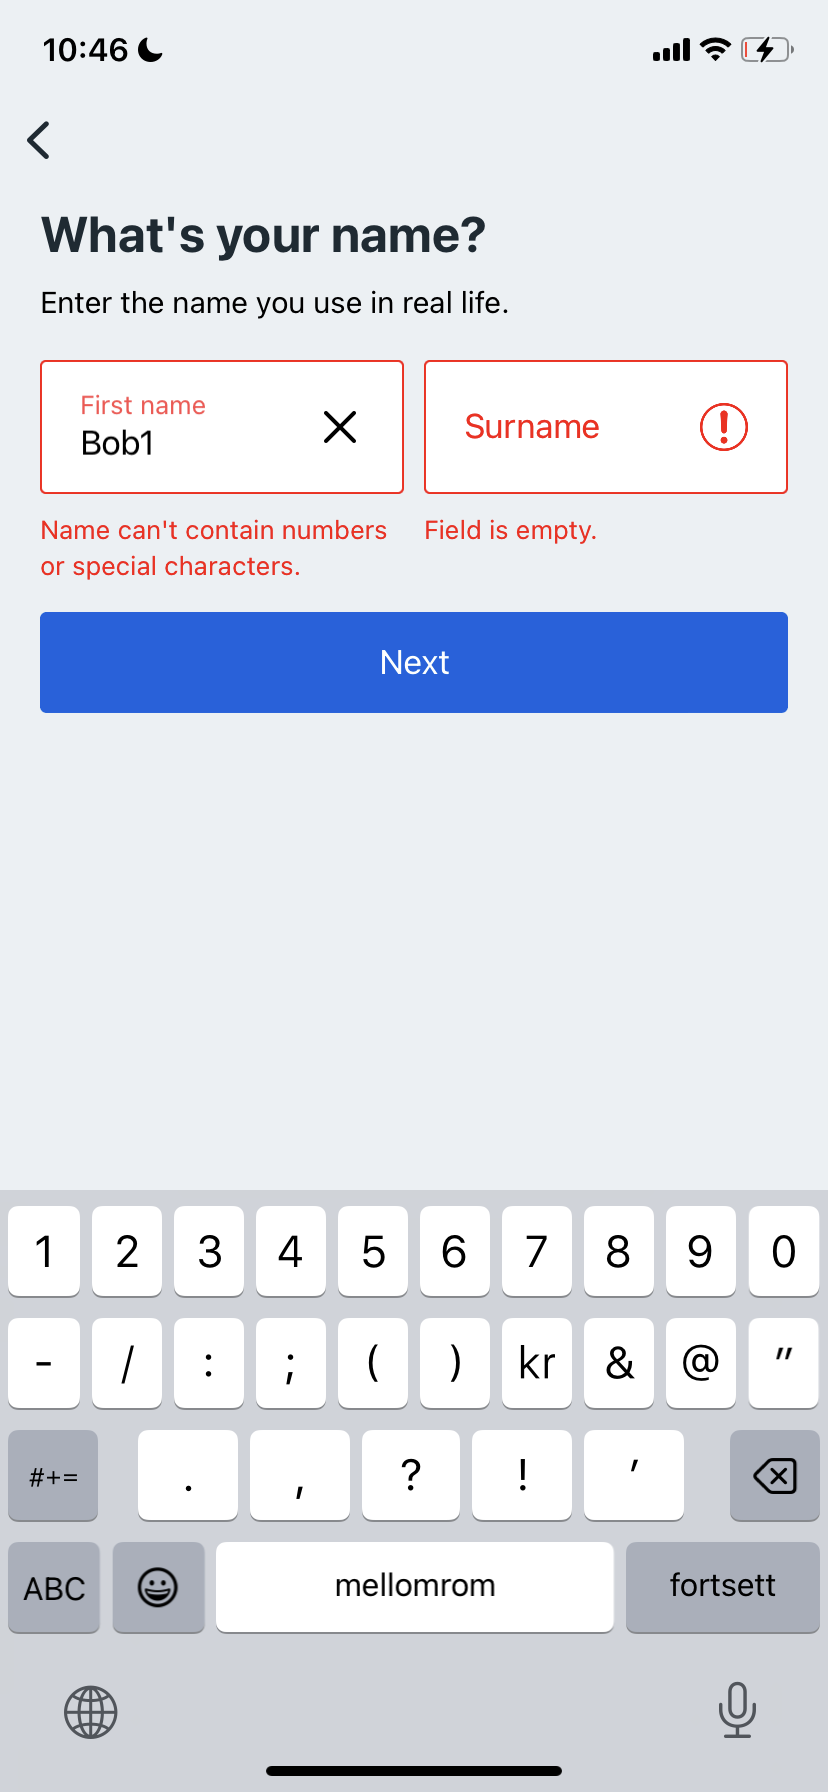 10:46
What's your name?
Enter the name you use in real life.
First name
Bob1
Surname
Name can't contain numbers
or special characters.
Field is empty.
Next
1 2 3 4 5 6 7 8 9 0
- / : ; ( ) kr & @ "
#+= . , ? ! '
ABC mellomrom fortsett